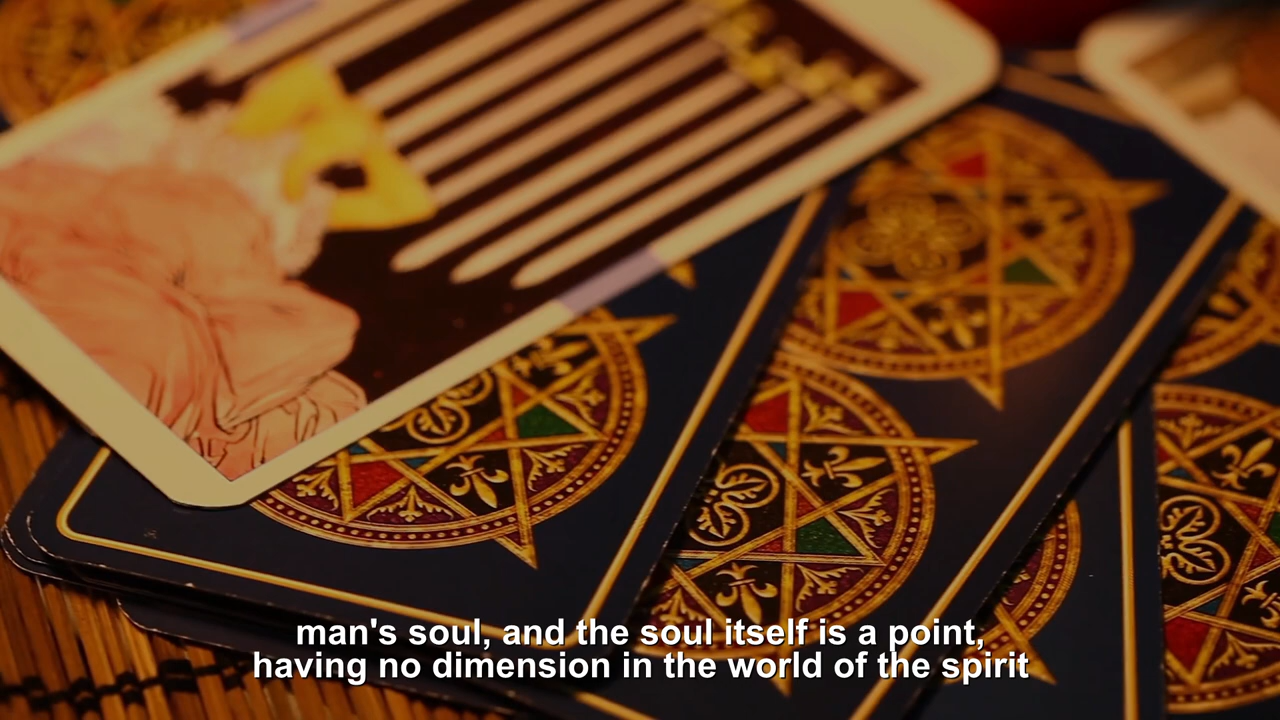 man's soul, and the soul itself is a point,
having no dimension in the world of the spirit